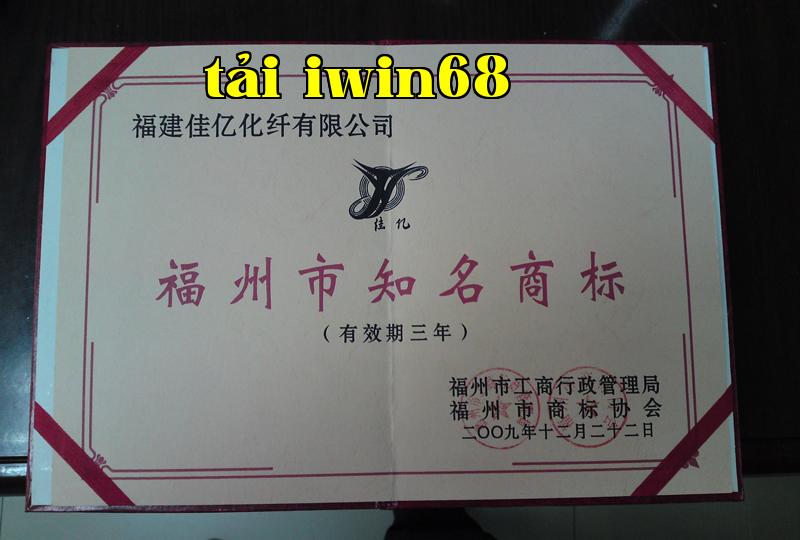 tải iwin68
福建佳亿化纤有限公司
佳亿
福州市知名商标
（有效期三年）
福州市工商行政管理局
福州市商标协会
二〇〇九年十二月二十二日